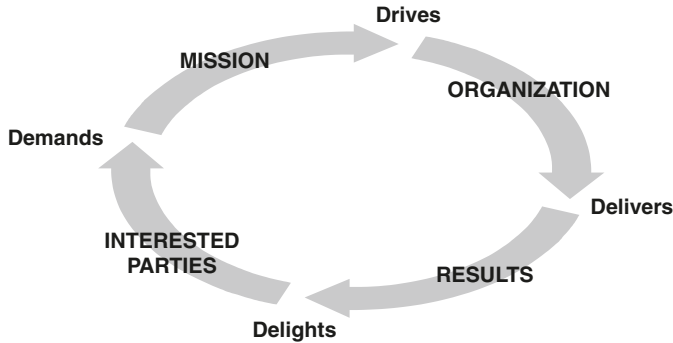 Drives
MISSION
ORGANIZATION
Demands
Delivers
INTERESTED
PARTIES
RESULTS
Delights